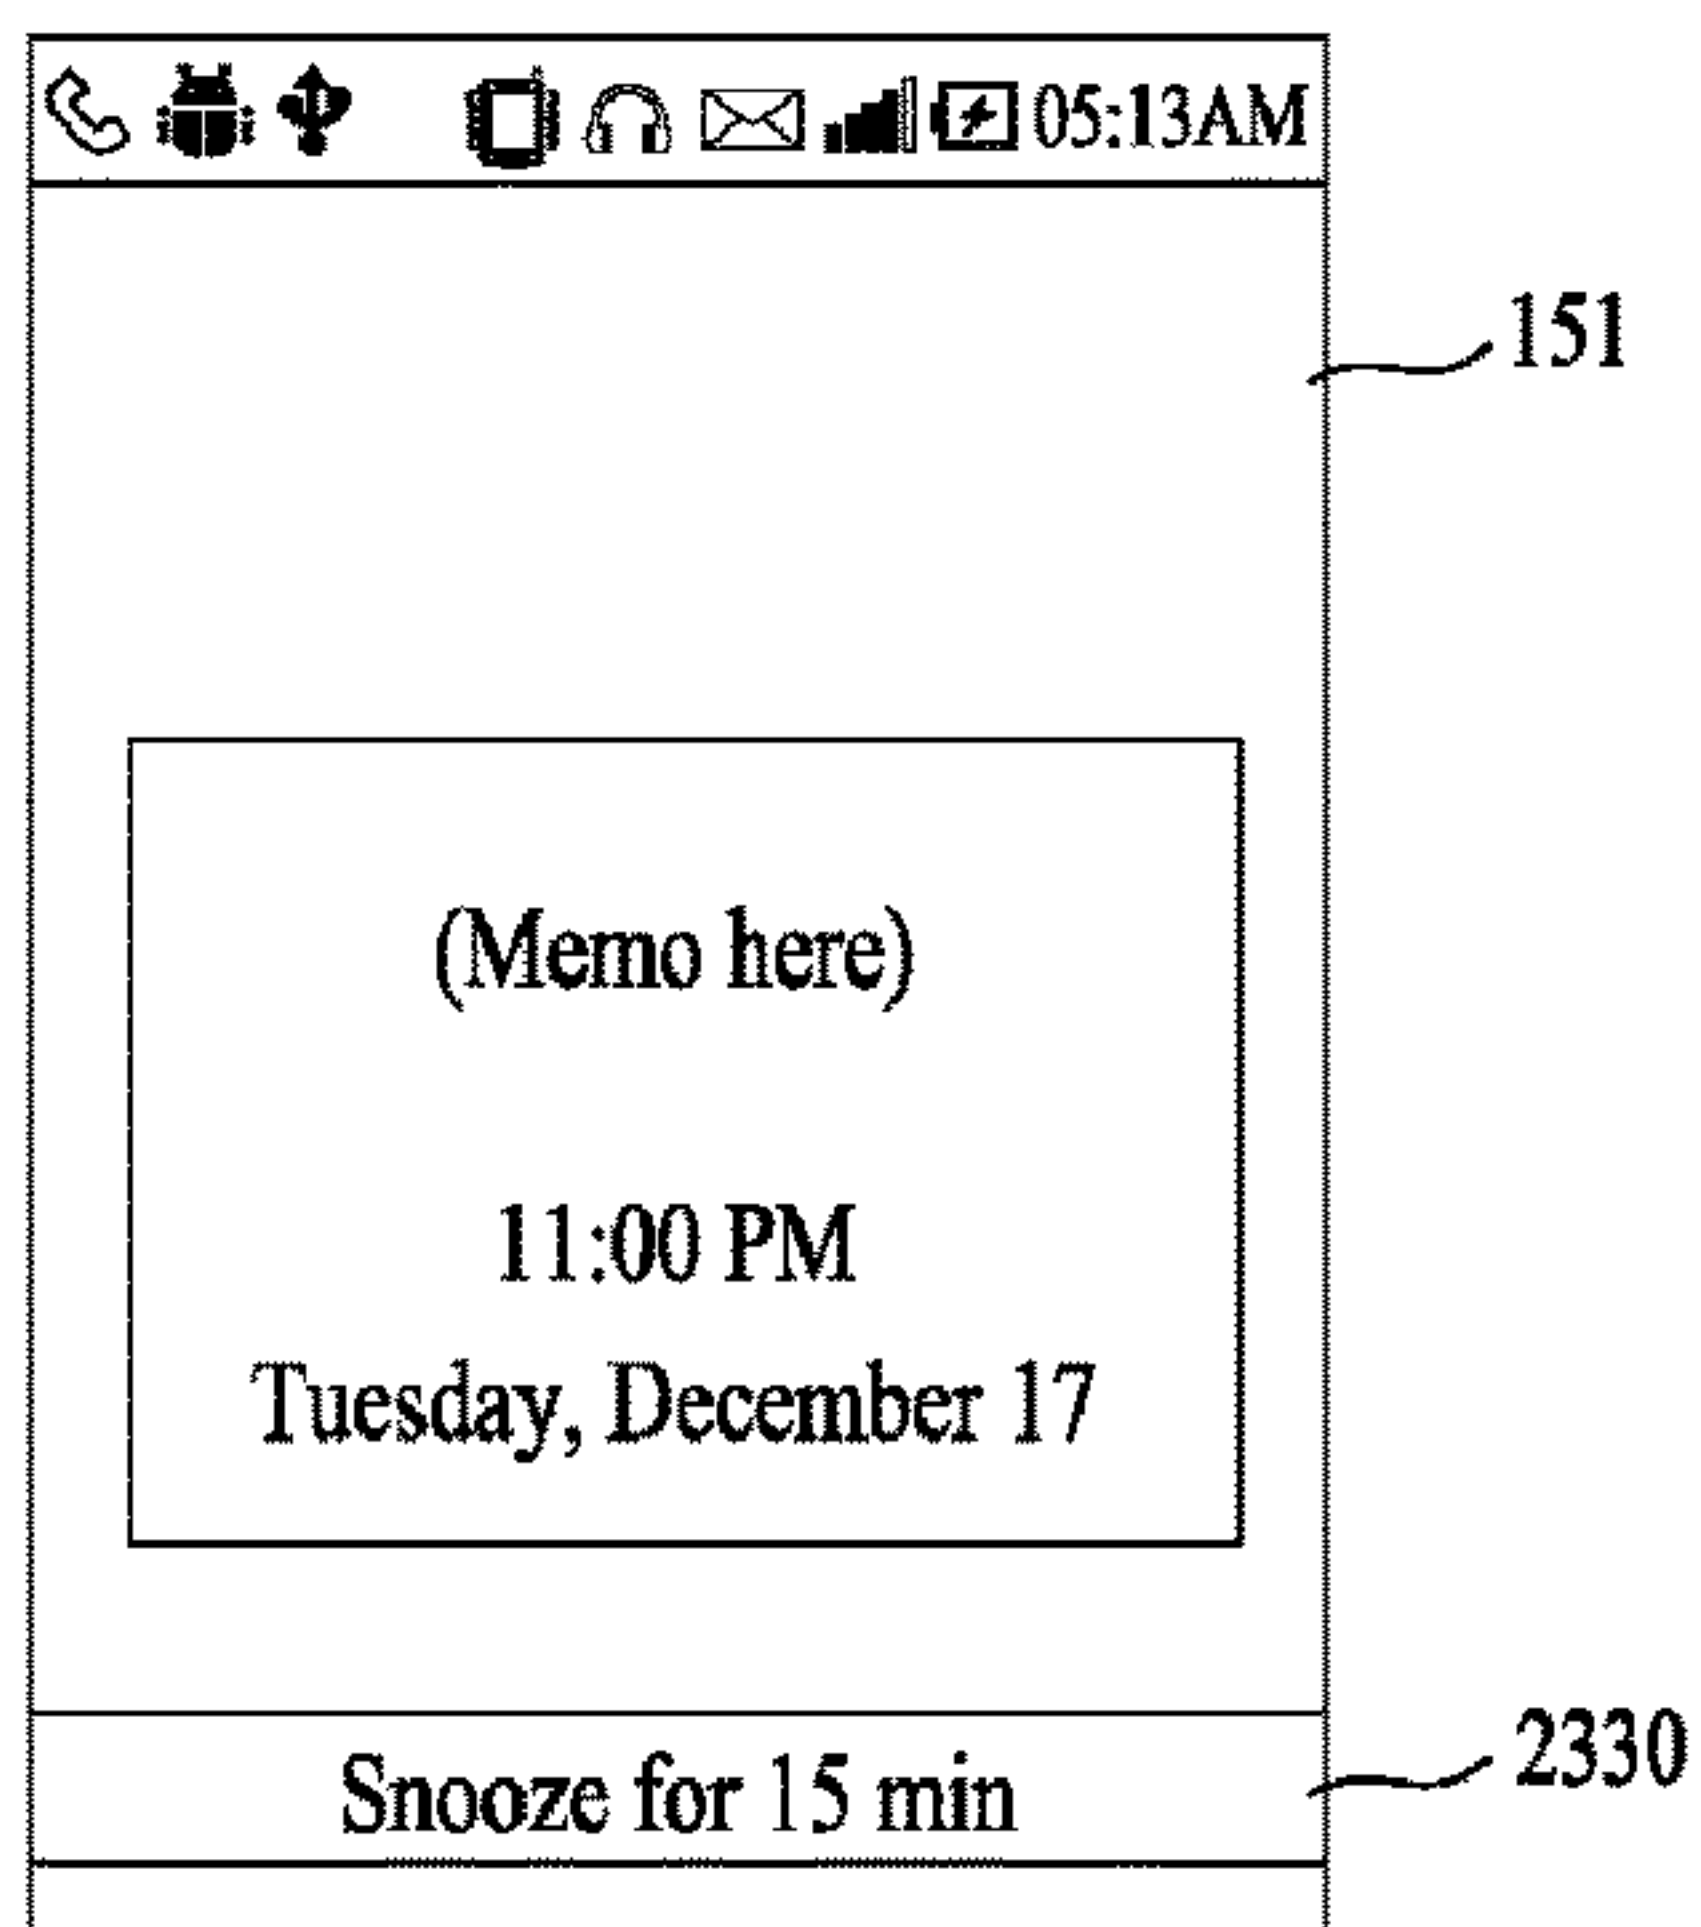 05:13AM
151
(Memo here)
11:00 PM
Tuesday, December 17
Snooze for 15 min
2330